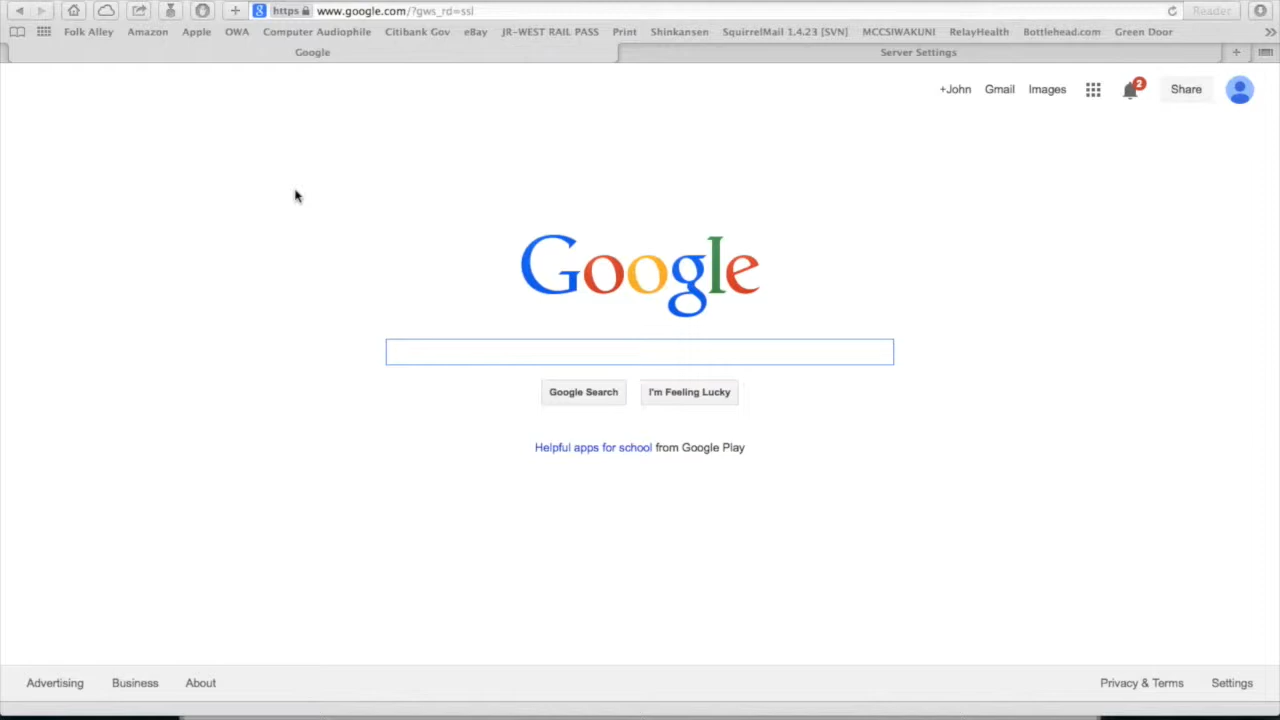 https www.google.com/?gws_rd=ssl Reader
Folk Alley Amazon Apple OWA Computer Audiophile Citibank Gov eBay JR-WEST RAIL PASS Print Shinkansen SquirrelMail 1.4.23 [SVN] MCCSIWAKUNI RelayHealth Bottlehead.com Green Door
Google Server Settings
+John Gmail Images 2 Share
Google
Google Search I'm Feeling Lucky
Helpful apps for school from Google Play
Advertising Business About Privacy & Terms Settings